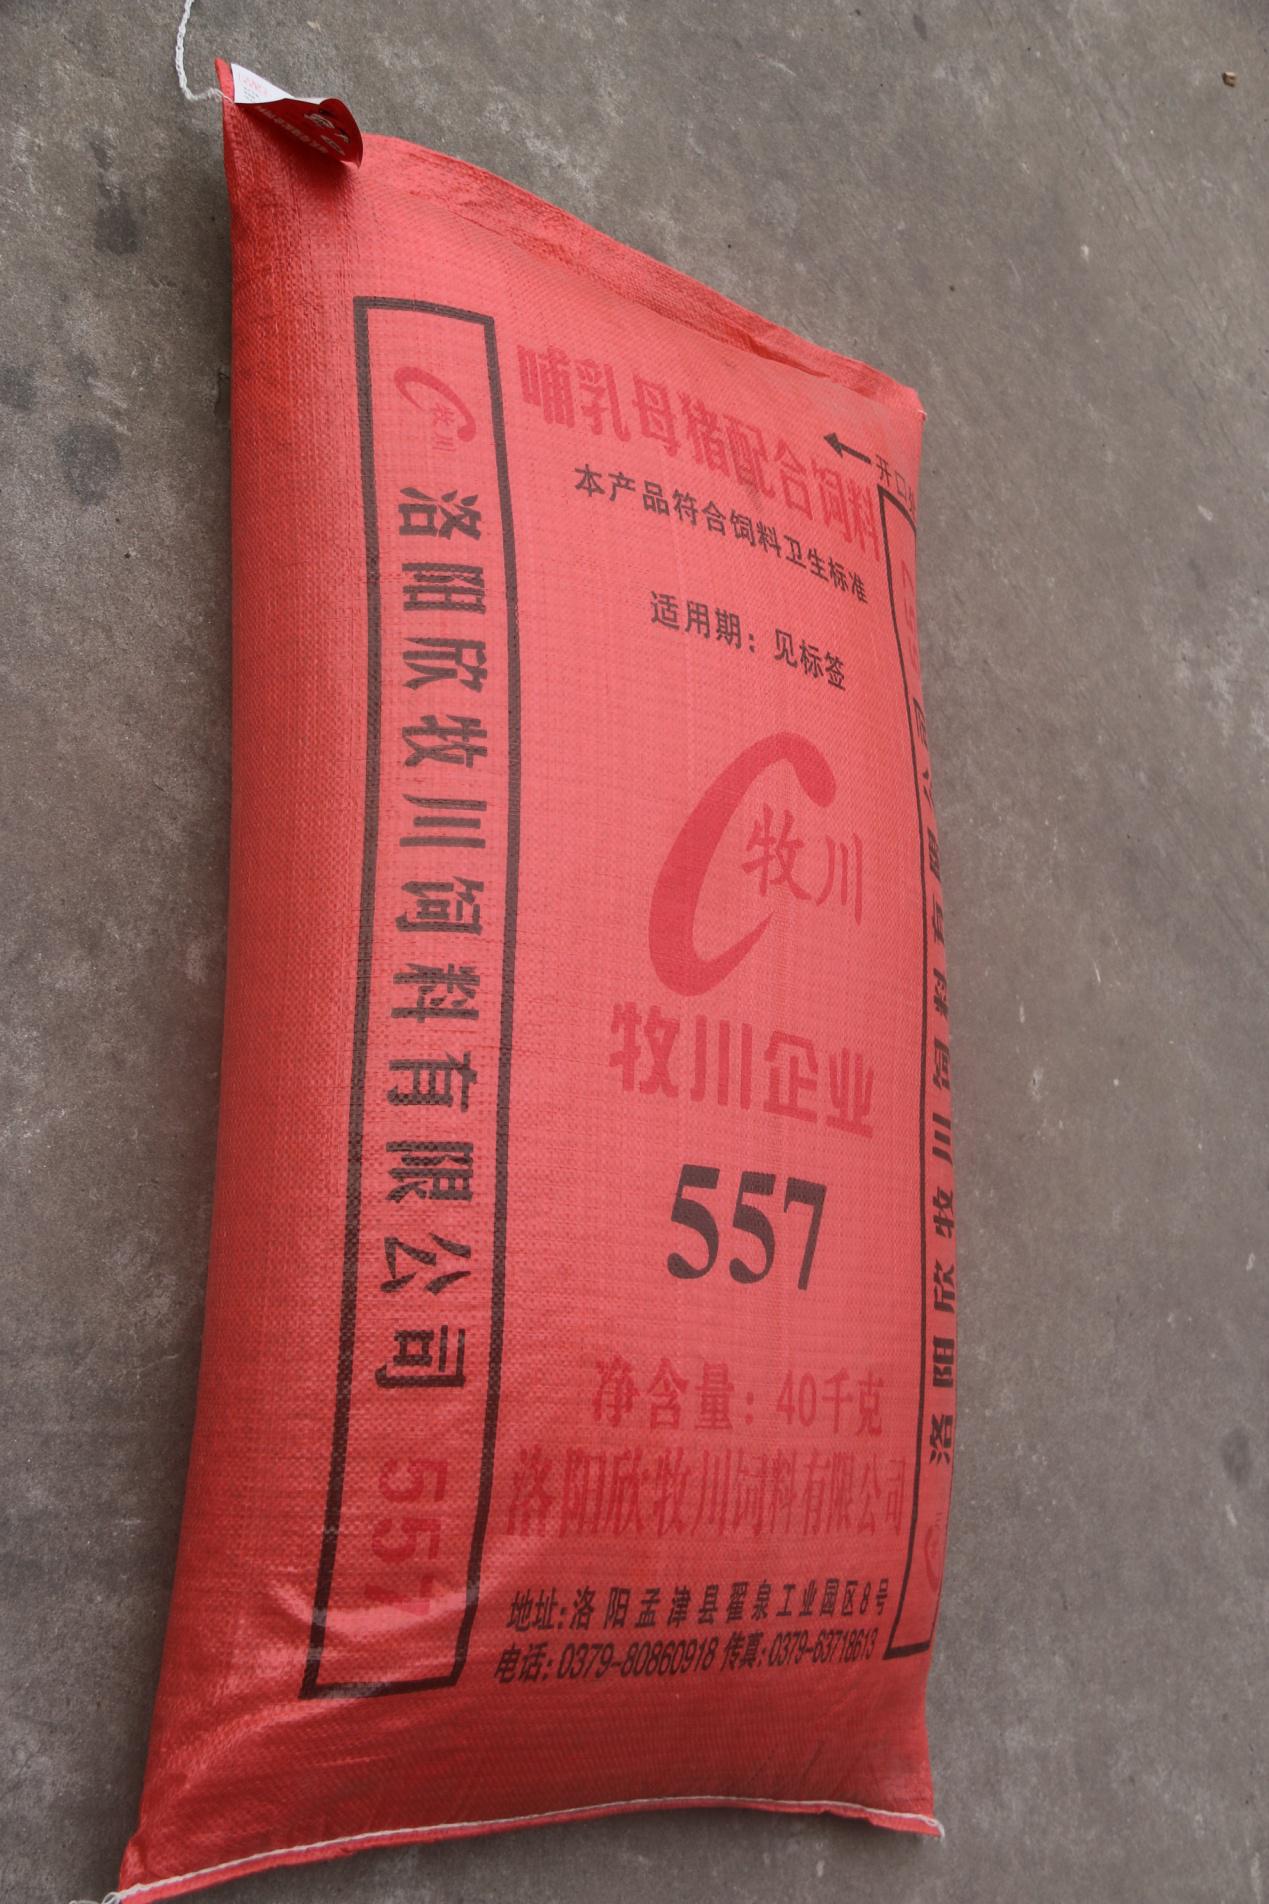 哺乳母猪配合饲料
开口
本产品符合饲料卫生标准
适用期：见标签
牧川
牧川企业
557
净含量：40千克
洛阳欣牧川饲料有限公司
地址：洛阳孟津县翟泉工业园区8号
电话：0379-80860918 传真：0379-63718613
牧川
洛阳欣牧川饲料有限公司 557
洛阳欣牧川饲料有限公司